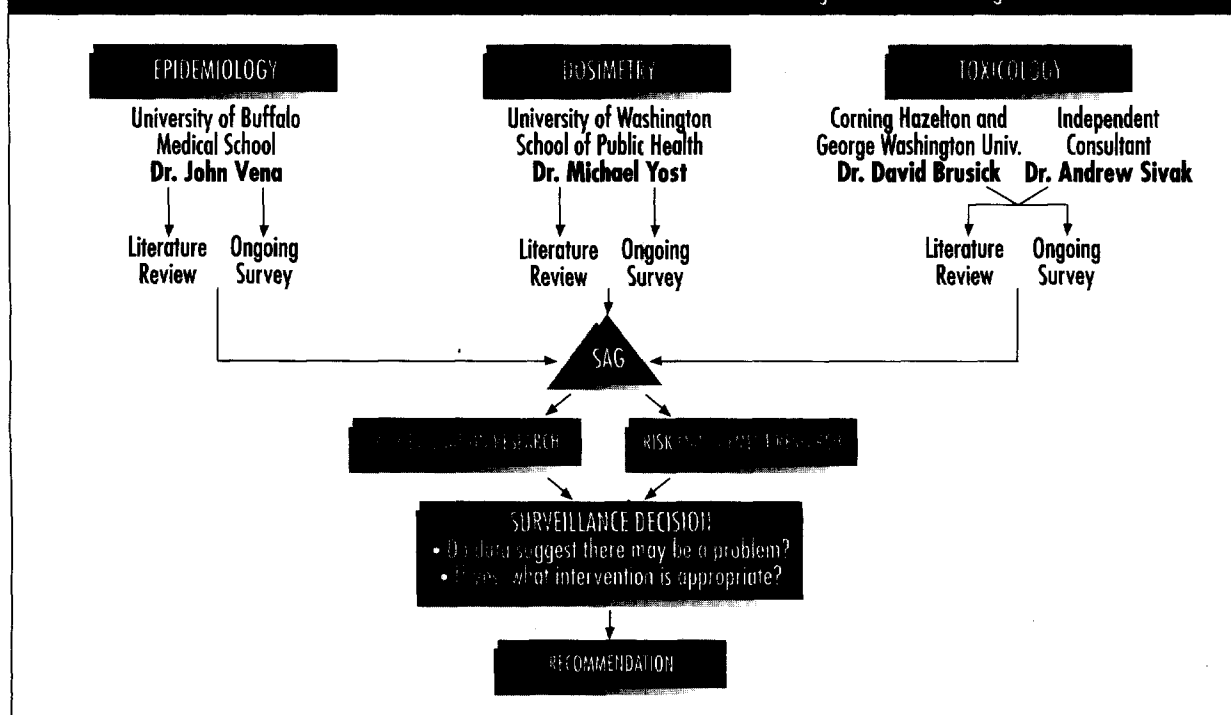 EPIDEMIOLOGY
University of Buffalo
Medical School
Dr. John Vena
Literature
Review
Ongoing
Survey
DOSIMETRY
University of Washington
School of Public Health
Dr. Michael Yost
Literature
Review
Ongoing
Survey
TOXICOLOGY
Corning Hazelton and
George Washington Univ.
Dr. David Brusick
Independent
Consultant
Dr. Andrew Sivak
Literature
Review
Ongoing
Survey
SAG
RESEARCH
RISK
SURVEILLANCE DECISION
• Do data suggest there may be a problem?
• If yes, what intervention is appropriate?
RECOMMENDATION